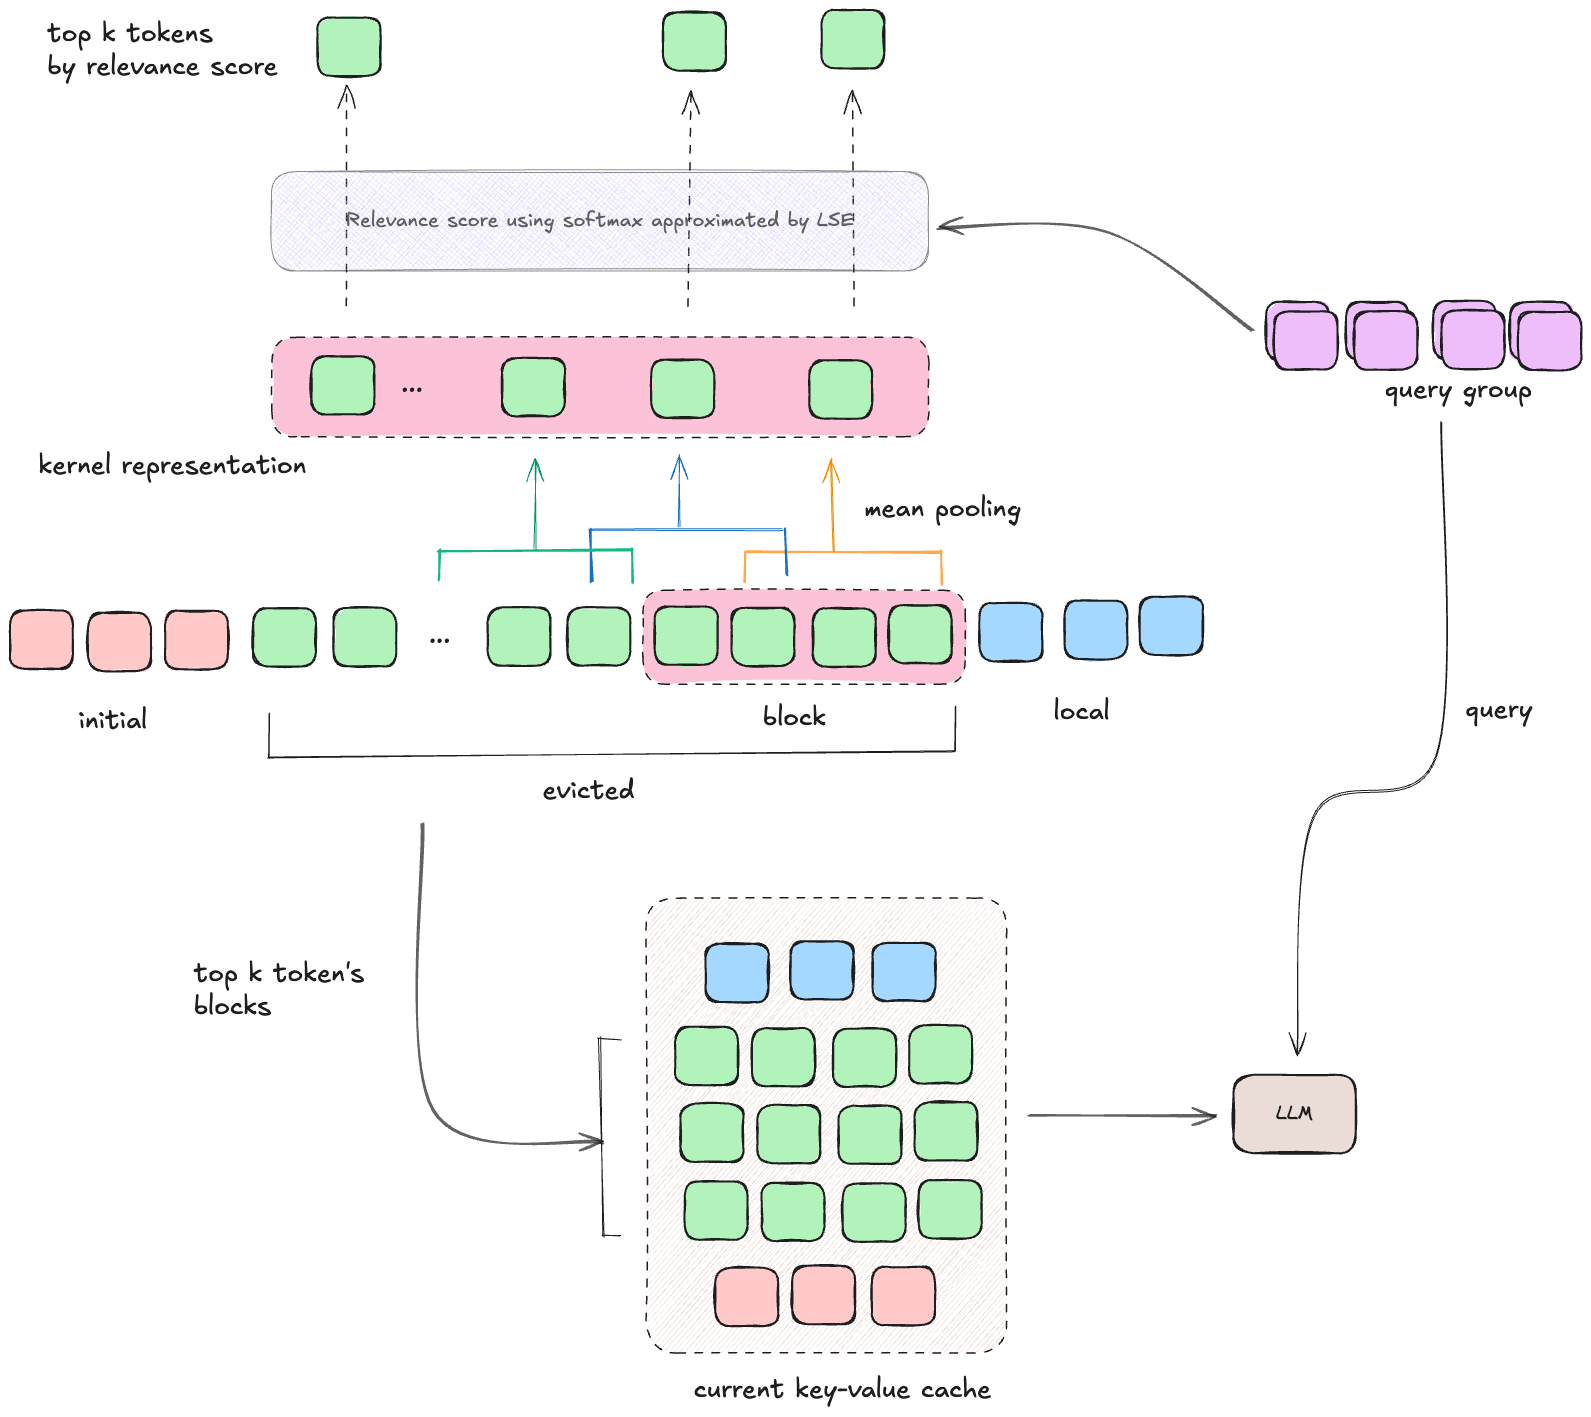 top k tokens
by relevance score
Relevance score using softmax approximated by LSE
query group
kernel representation
mean pooling
...
...
initial
block
local
query
evicted
top k token's
blocks
LLM
current key-value cache